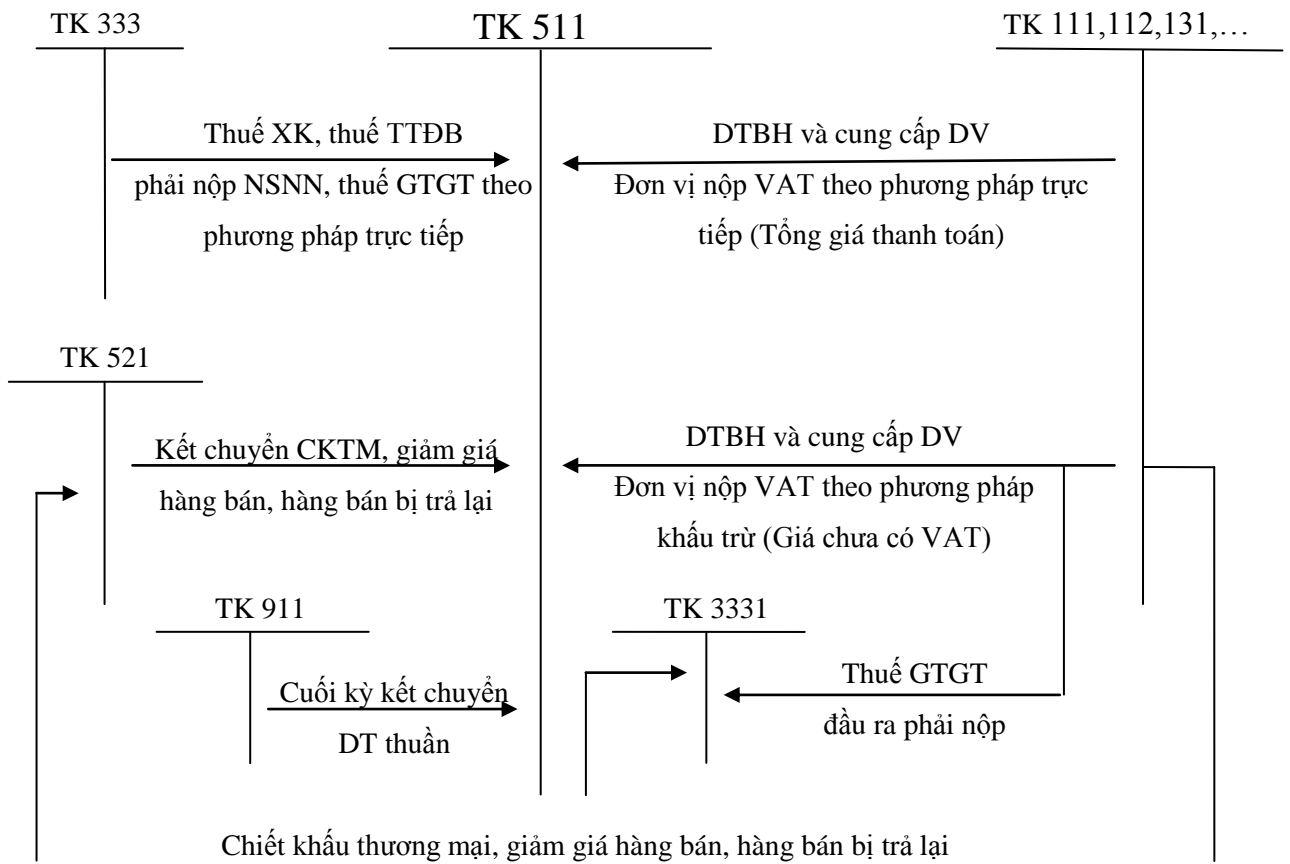 TK 333
TK 511
TK 111,112,131,…
Thuế XK, thuế TTĐB
phải nộp NSNN, thuế GTGT theo
phương pháp trực tiếp
DTBH và cung cấp DV
Đơn vị nộp VAT theo phương pháp trực
tiếp (Tổng giá thanh toán)
TK 521
Kết chuyển CKTM, giảm giá
hàng bán, hàng bán bị trả lại
DTBH và cung cấp DV
Đơn vị nộp VAT theo phương pháp
khấu trừ (Giá chưa có VAT)
TK 911
TK 3331
Cuối kỳ kết chuyển
DT thuần
Thuế GTGT
đầu ra phải nộp
Chiết khấu thương mại, giảm giá hàng bán, hàng bán bị trả lại